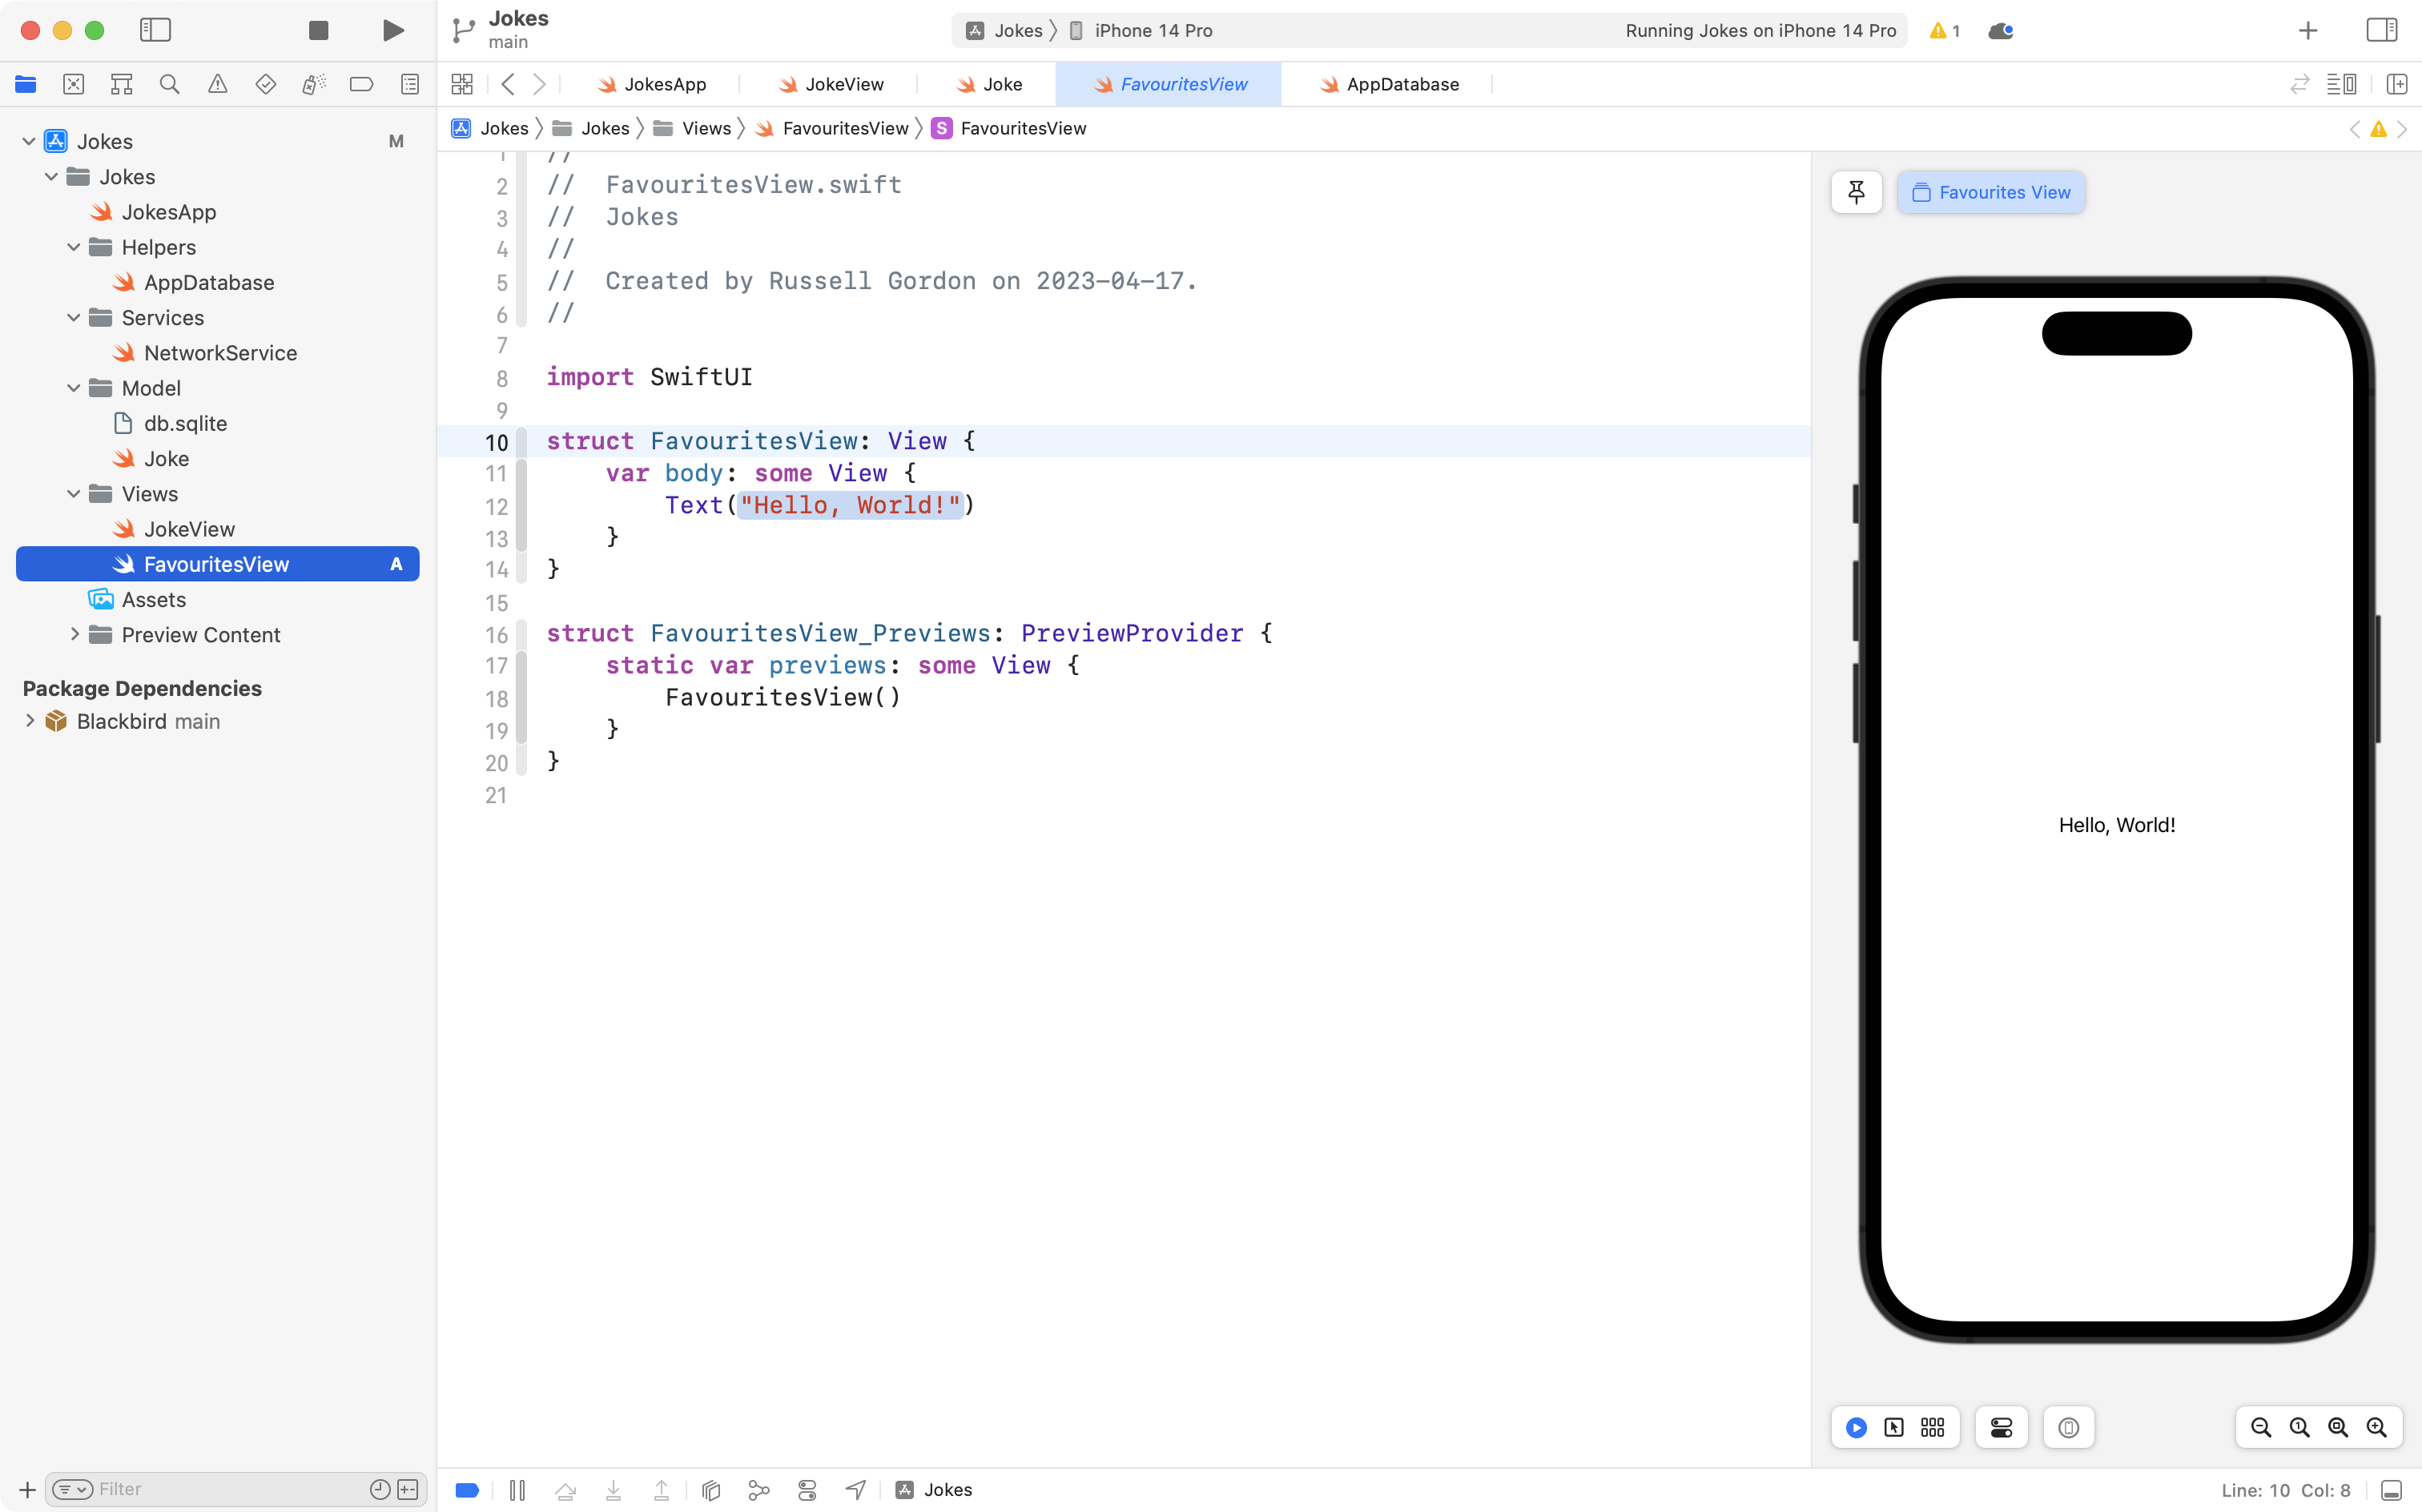 Jokes
main
Jokes
iPhone 14 Pro
Running Jokes on iPhone 14 Pro
1
JokesApp
JokeView
Joke
FavouritesView
AppDatabase
Jokes
Jokes
Views
FavouritesView
S
FavouritesView
Jokes M
Jokes
JokesApp
Helpers
AppDatabase
Services
NetworkService
Model
db.sqlite
Joke
Views
JokeView
FavouritesView A
Assets
Preview Content
Package Dependencies
Blackbird main
Filter
1 //
2 //  FavouritesView.swift
3 //  Jokes
4 //
5 //  Created by Russell Gordon on 2023-04-17.
6 //
7
8 import SwiftUI
9
10 struct FavouritesView: View {
11     var body: some View {
12         Text("Hello, World!")
13     }
14 }
15
16 struct FavouritesView_Previews: PreviewProvider {
17     static var previews: some View {
18         FavouritesView()
19     }
20 }
21
Favourites View
Hello, World!
Jokes
Line: 10 Col: 8